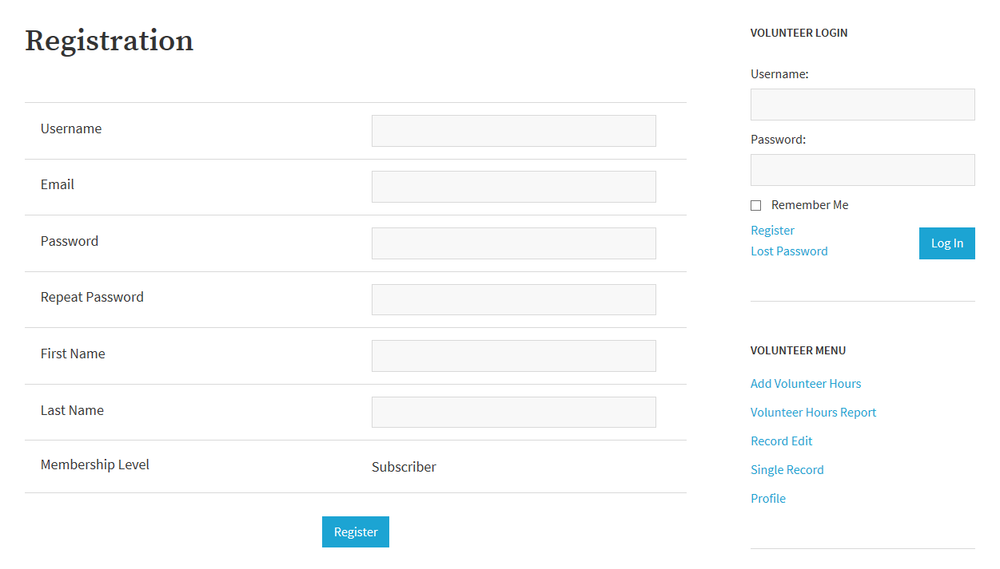 Registration
Username
Email
Password
Repeat Password
First Name
Last Name
Membership Level
Subscriber
Register
VOLUNTEER LOGIN
Username:
Password:
Remember Me
Register
Lost Password
Log In
VOLUNTEER MENU
Add Volunteer Hours
Volunteer Hours Report
Record Edit
Single Record
Profile